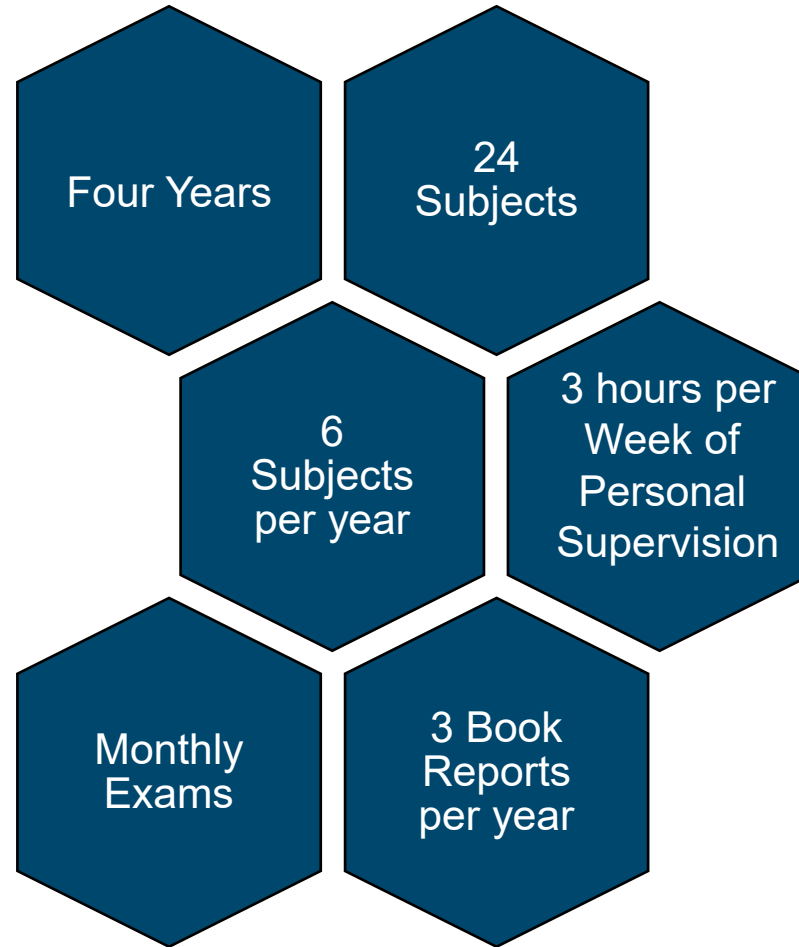 Four Years
24
Subjects
6
Subjects
per year
3 hours per
Week of
Personal
Supervision
Monthly
Exams
3 Book
Reports
per year